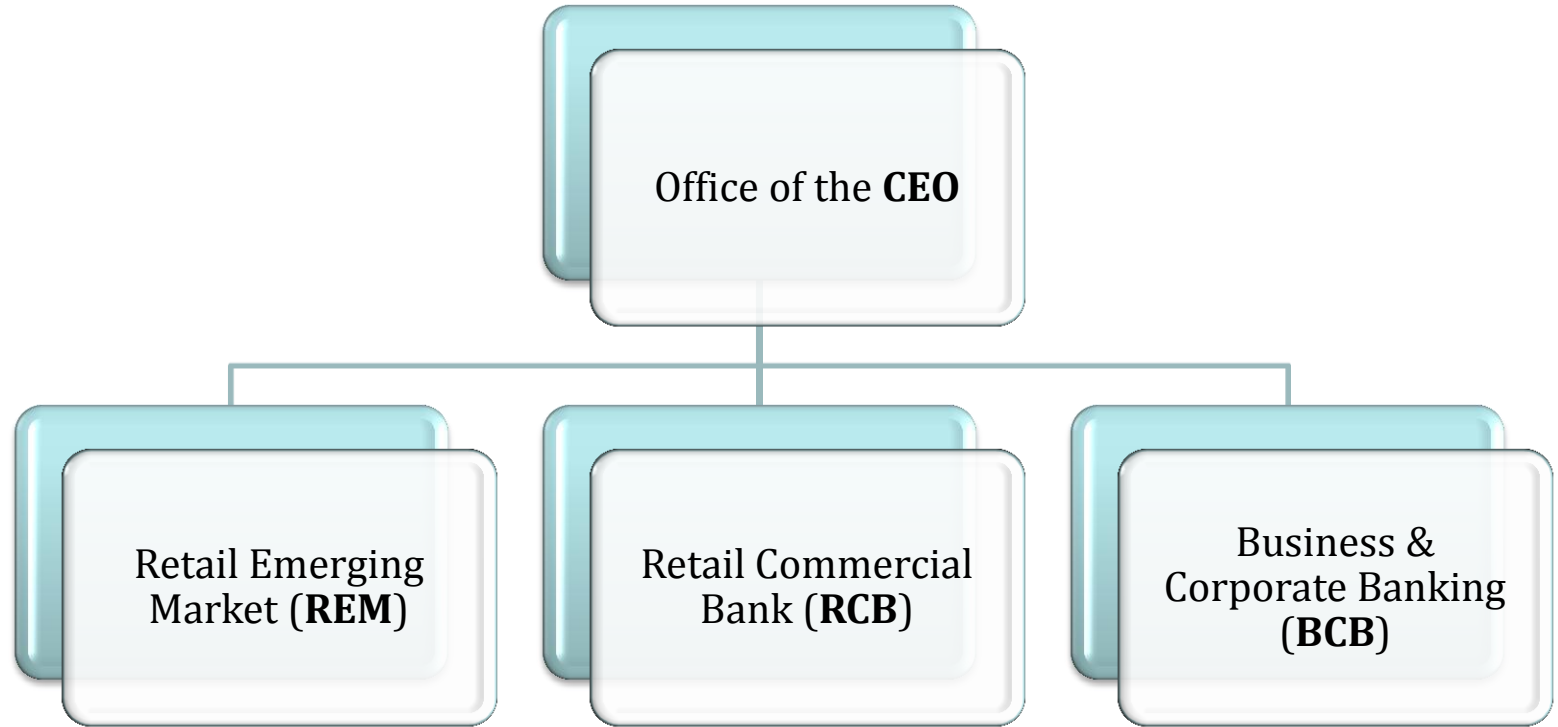 Office of the CEO
Retail Emerging
Market (REM)
Retail Commercial
Bank (RCB)
Business &
Corporate Banking
(BCB)